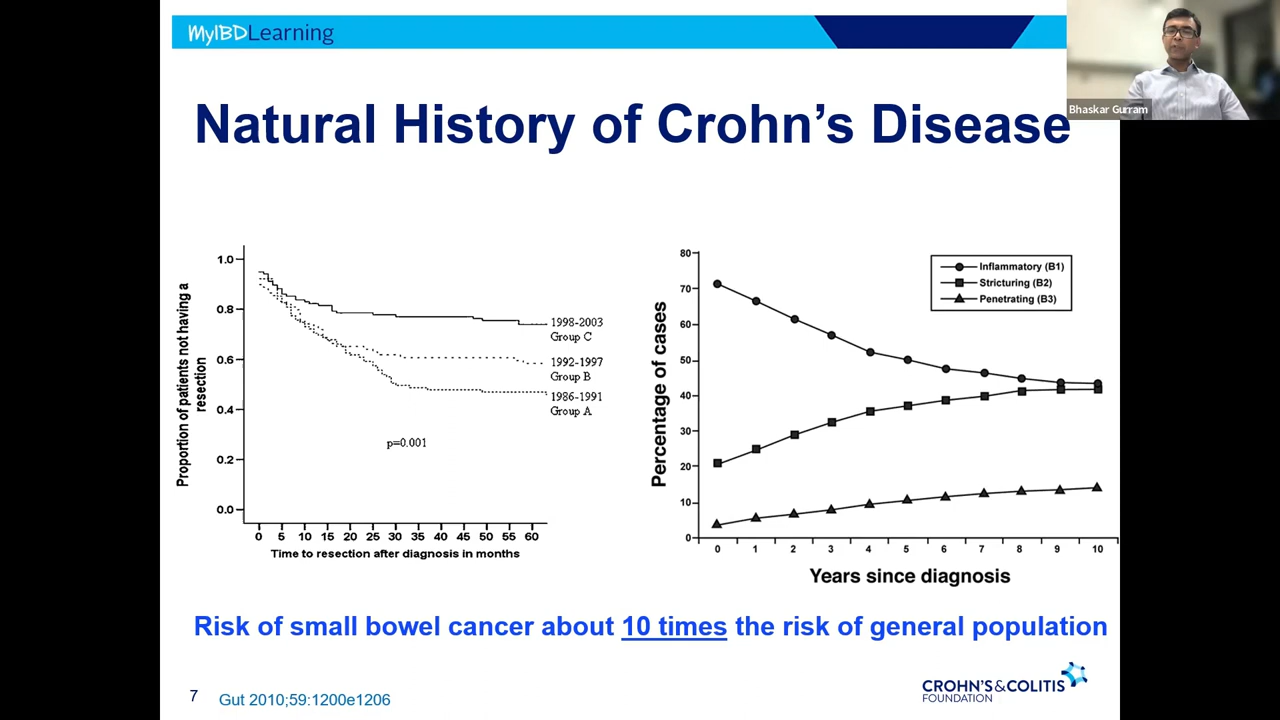 MyIBDLearning
Bhaskar Gurram
Natural History of Crohn's Disease
Proportion of patients not having a
resection
1.0
0.8
0.6
0.4
0.2
0.0
1998-2003
Group C
1992-1997
Group B
1986-1991
Group A
p=0.001
0 5 10 15 20 25 30 35 40 45 50 55 60
Time to resection after diagnosis in months
Percentage of cases
80
70
60
50
40
30
20
10
0
Inflammatory (B1)
Stricturing (B2)
Penetrating (B3)
0 1 2 3 4 5 6 7 8 9 10
Years since diagnosis
Risk of small bowel cancer about 10 times the risk of general population
7
Gut 2010;59:1200e1206
CROHN'S&COLITIS
FOUNDATION